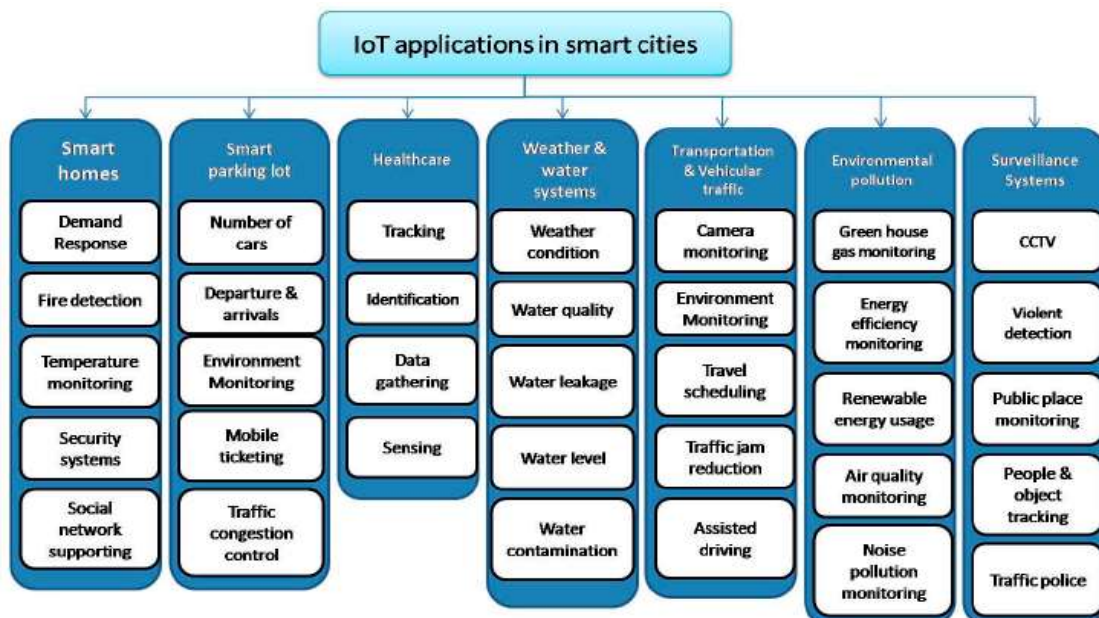 IoT applications in smart cities
Smart
homes
Demand
Response
Fire detection
Temperature
monitoring
Security
systems
Social
network
supporting
Smart
parking lot
Number of
cars
Departure &
arrivals
Environment
Monitoring
Mobile
ticketing
Traffic
congestion
control
Healthcare
Tracking
Identification
Data
gathering
Sensing
Weather &
water
systems
Weather
condition
Water quality
Water leakage
Water level
Water
contamination
Transportation
& Vehicular
traffic
Camera
monitoring
Environment
Monitoring
Travel
scheduling
Traffic jam
reduction
Assisted
driving
Environmental
pollution
Green house
gas monitoring
Energy
efficiency
monitoring
Renewable
energy usage
Air quality
monitoring
Noise
pollution
monitoring
Surveillance
Systems
CCTV
Violent
detection
Public place
monitoring
People &
object
tracking
Traffic police